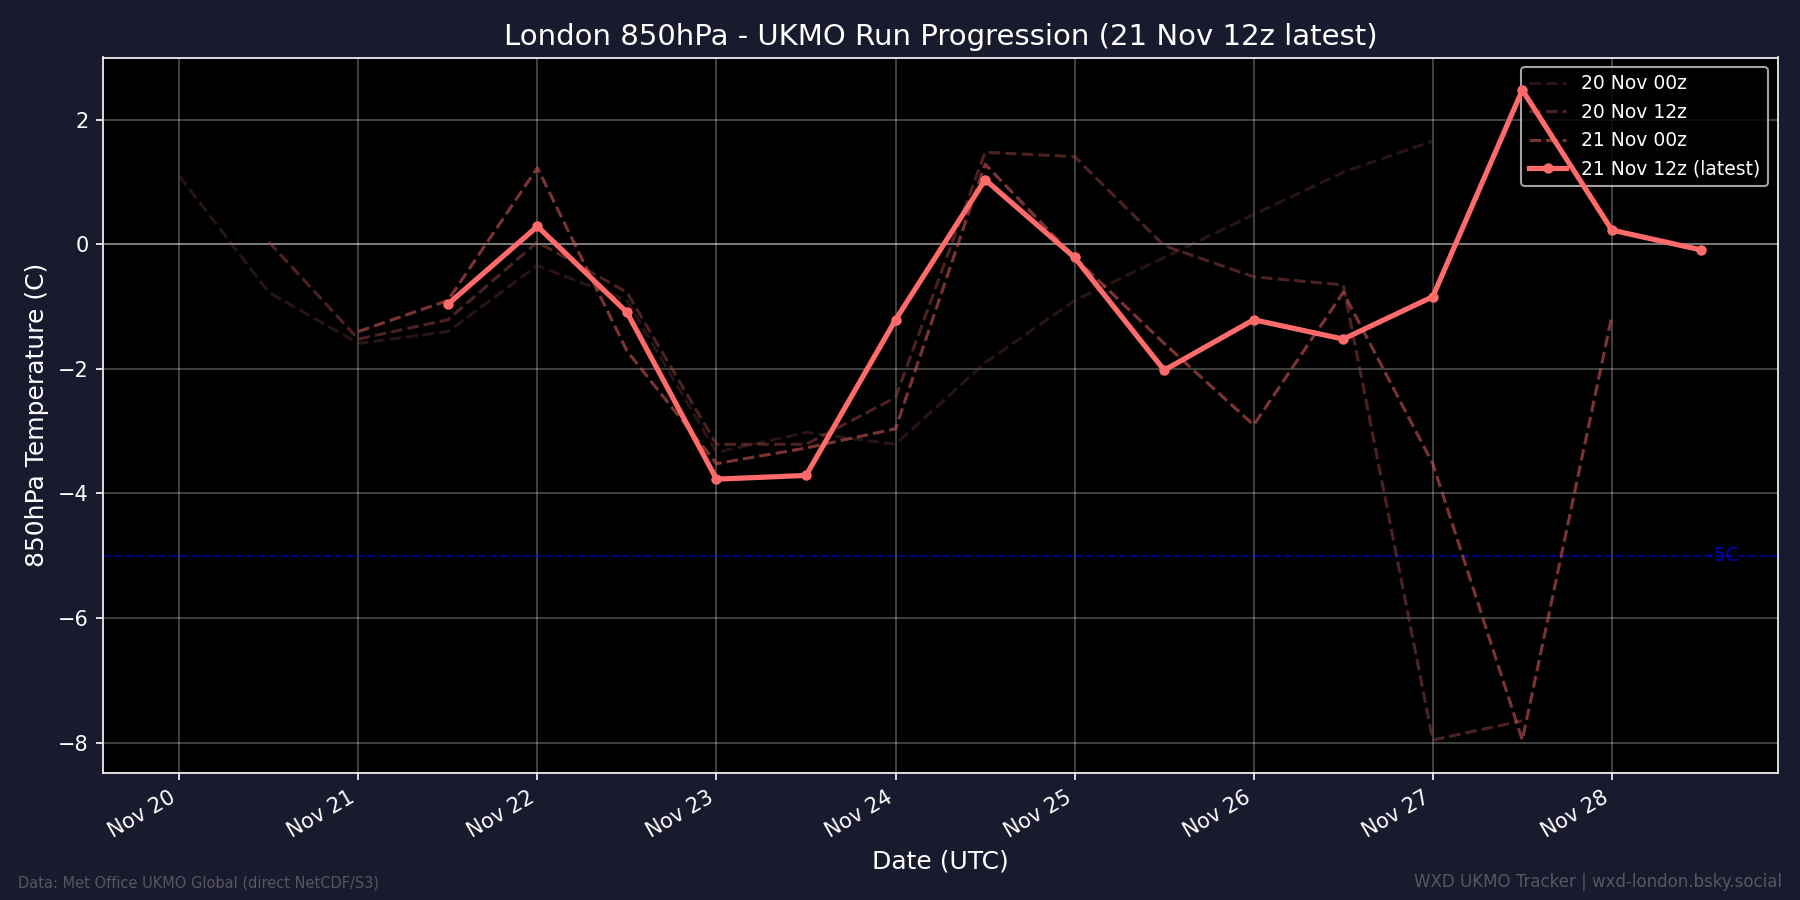 London 850hPa - UKMO Run Progression (21 Nov 12z latest)
20 Nov 00z
20 Nov 12z
21 Nov 00z
21 Nov 12z (latest)
850hPa Temperature (C)
2
0
−2
−4
−6
−8
-5C
Nov 20
Nov 21
Nov 22
Nov 23
Nov 24
Nov 25
Nov 26
Nov 27
Nov 28
Date (UTC)
Data: Met Office UKMO Global (direct NetCDF/S3)
WXD UKMO Tracker | wxd-london.bsky.social